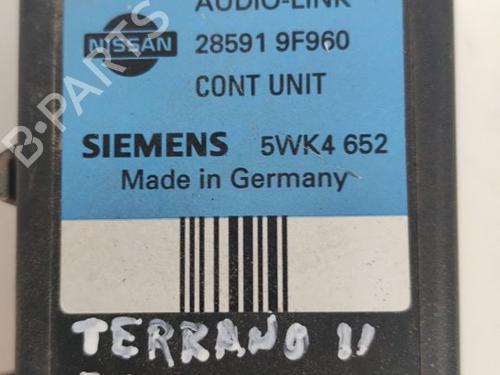 AUDIO-LINK
NISSAN
28591 9F960
CONT UNIT
SIEMENS 5WK4 652
Made in Germany
TERRANO II
B-PARTS